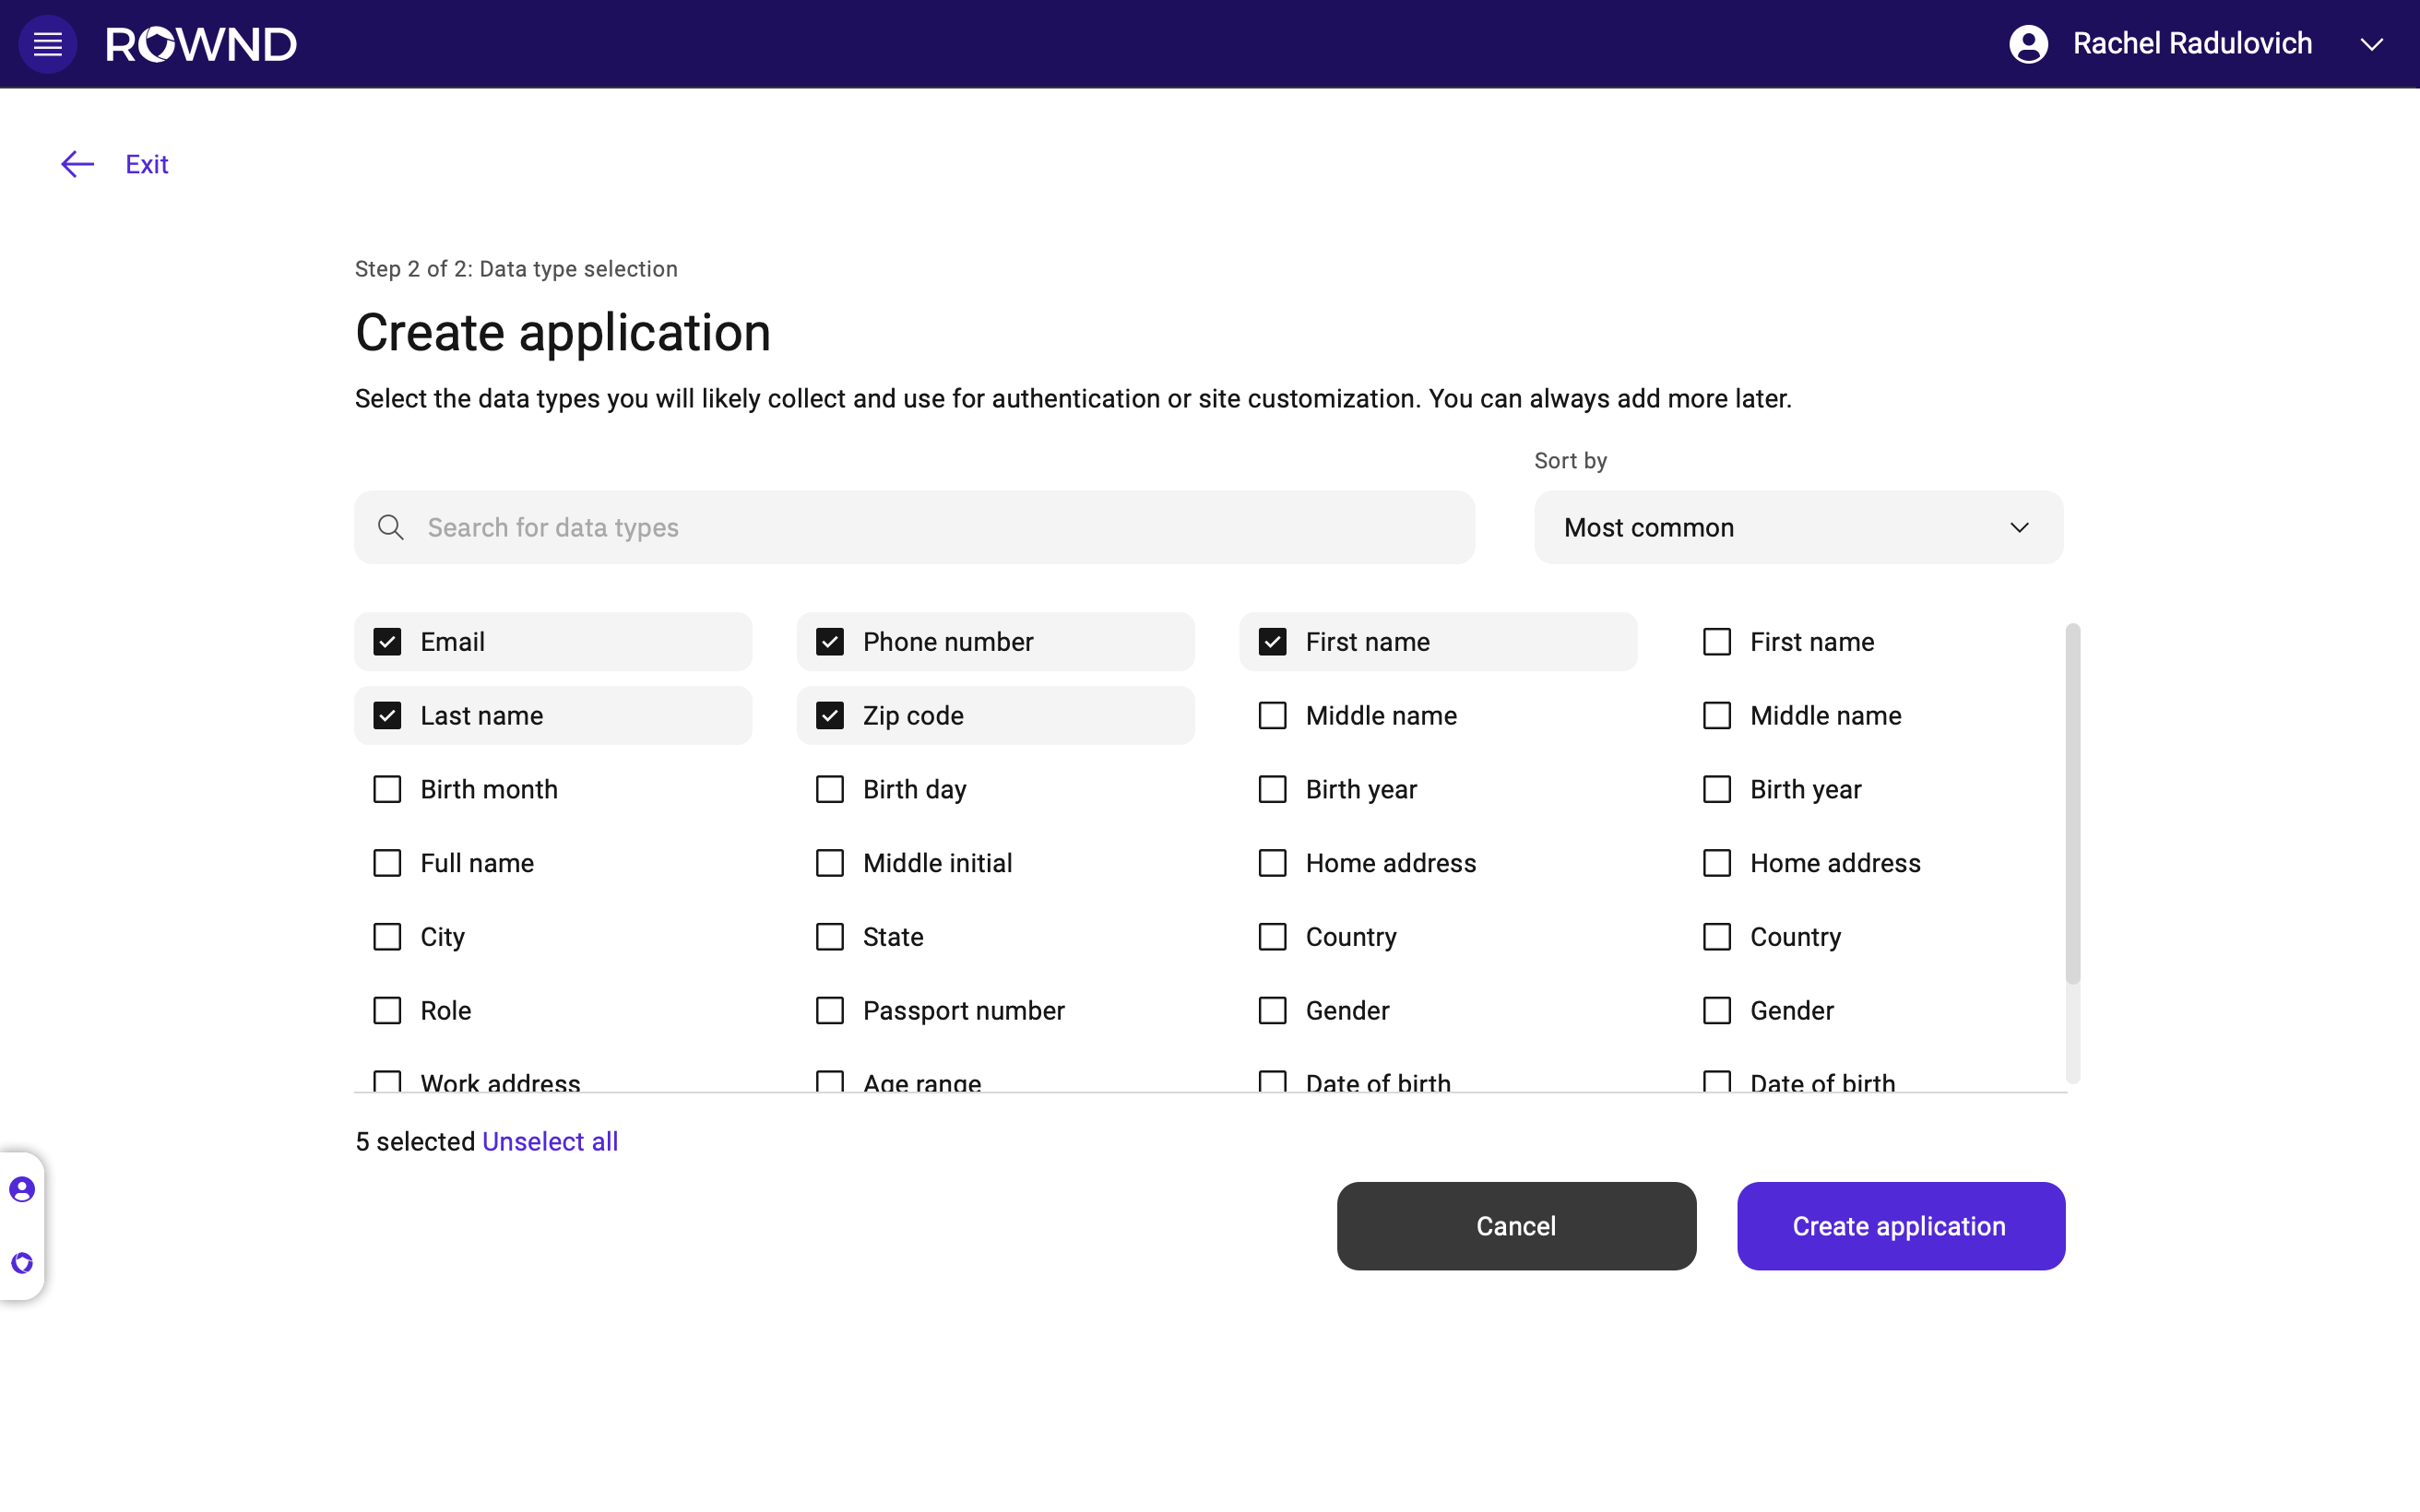 ROWND
Rachel Radulovich
Exit
Step 2 of 2: Data type selection
Create application
Select the data types you will likely collect and use for authentication or site customization. You can always add more later.
Sort by
Search for data types
Most common
Email
Phone number
First name
First name
Last name
Zip code
Middle name
Middle name
Birth month
Birth day
Birth year
Birth year
Full name
Middle initial
Home address
Home address
City
State
Country
Country
Role
Passport number
Gender
Gender
Work address
Age range
Date of birth
Date of birth
5 selected Unselect all
Cancel
Create application